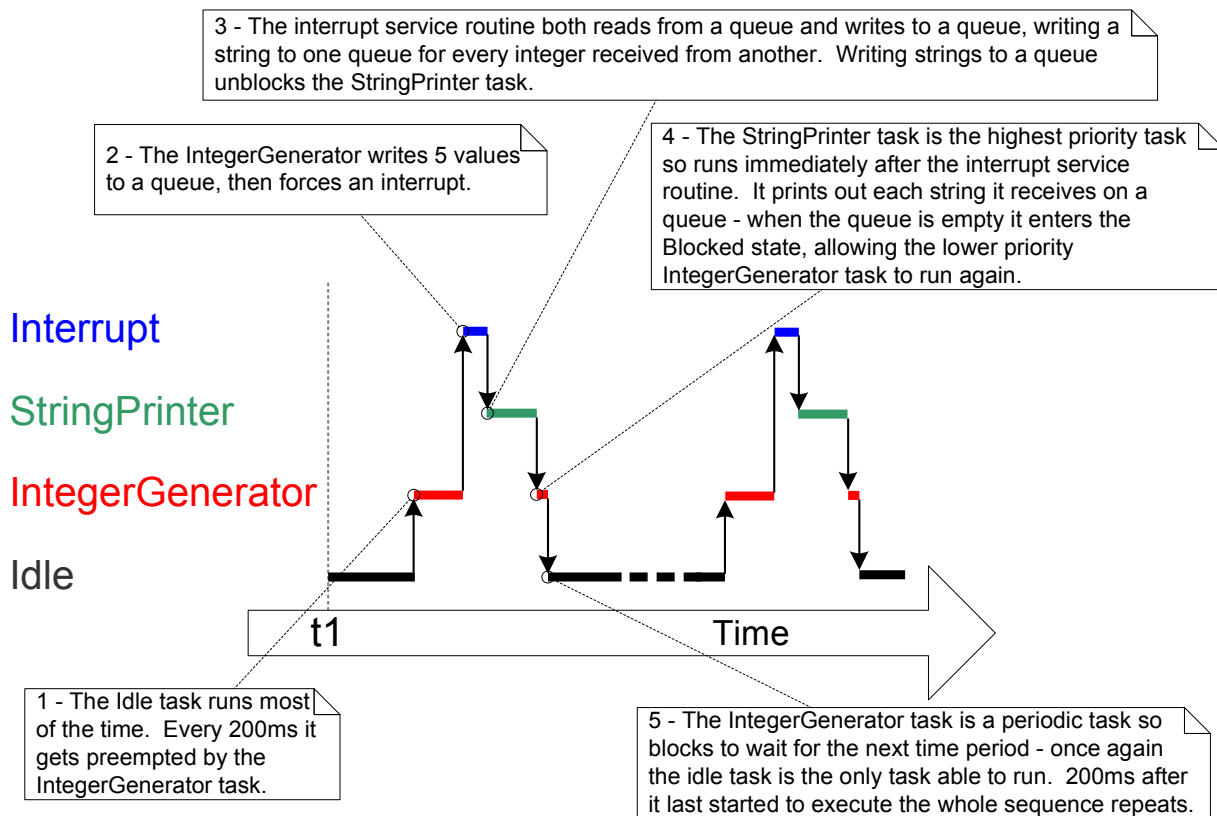 3 - The interrupt service routine both reads from a queue and writes to a queue, writing a
string to one queue for every integer received from another.  Writing strings to a queue
unblocks the StringPrinter task.
2 - The IntegerGenerator writes 5 values
to a queue, then forces an interrupt.
4 - The StringPrinter task is the highest priority task
so runs immediately after the interrupt service
routine.  It prints out each string it receives on a
queue - when the queue is empty it enters the
Blocked state, allowing the lower priority
IntegerGenerator task to run again.
Interrupt
StringPrinter
IntegerGenerator
Idle
t1
Time
1 - The Idle task runs most
of the time.  Every 200ms it
gets preempted by the
IntegerGenerator task.
5 - The IntegerGenerator task is a periodic task so
blocks to wait for the next time period - once again
the idle task is the only task able to run.  200ms after
it last started to execute the whole sequence repeats.